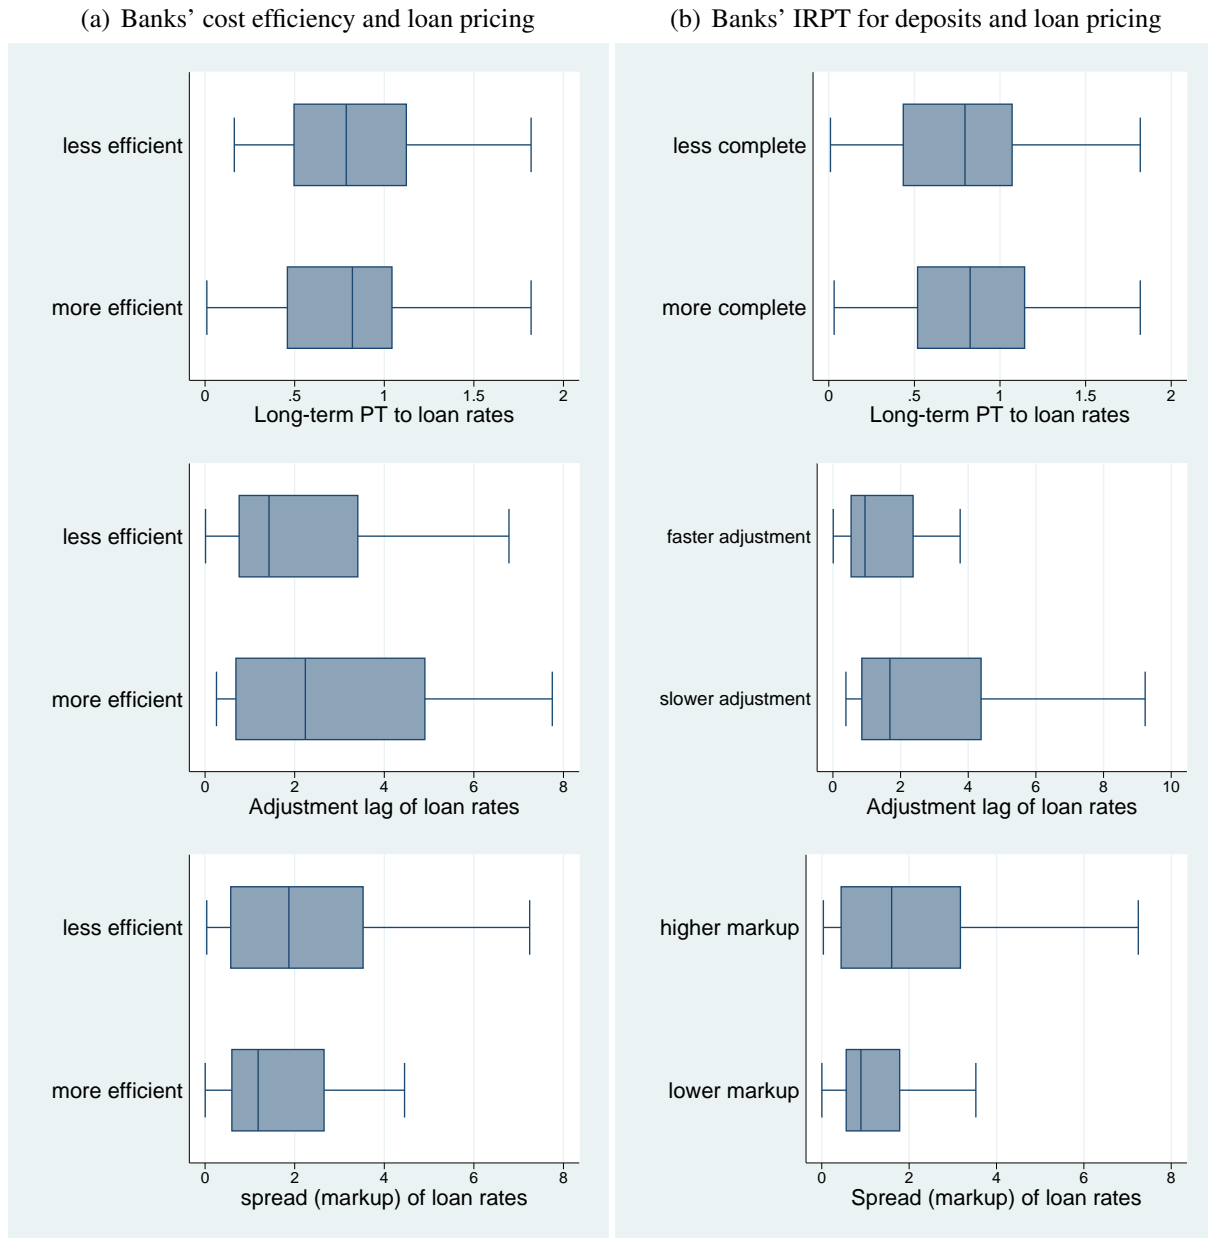 (a) Banks’ cost efficiency and loan pricing
less efficient
more efficient
0 .5 1 1.5 2
Long-term PT to loan rates
less efficient
more efficient
0 2 4 6 8
Adjustment lag of loan rates
less efficient
more efficient
0 2 4 6 8
spread (markup) of loan rates
(b) Banks’ IRPT for deposits and loan pricing
less complete
more complete
0 .5 1 1.5 2
Long-term PT to loan rates
faster adjustment
slower adjustment
0 2 4 6 8 10
Adjustment lag of loan rates
higher markup
lower markup
0 2 4 6 8
Spread (markup) of loan rates